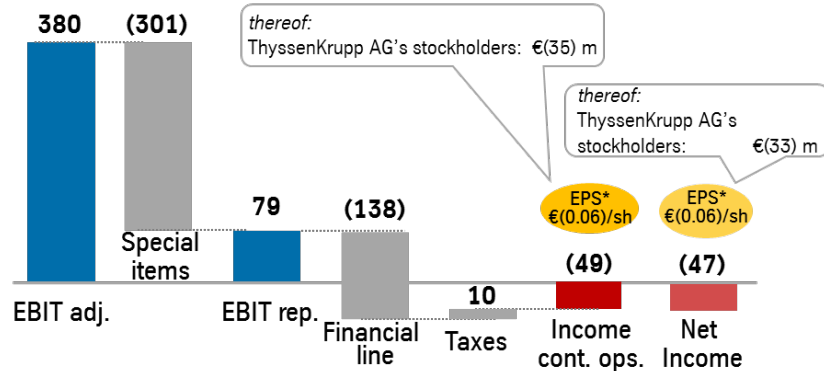 380
(301)
thereof:
ThyssenKrupp AG's stockholders: €(35) m
thereof:
ThyssenKrupp AG's
stockholders: €(33) m
79
(138)
EPS*
€(0.06)/sh
EPS*
€(0.06)/sh
(49)
(47)
10
Special
items
EBIT adj.
EBIT rep.
Financial
line
Taxes
Income
cont. ops.
Net
Income